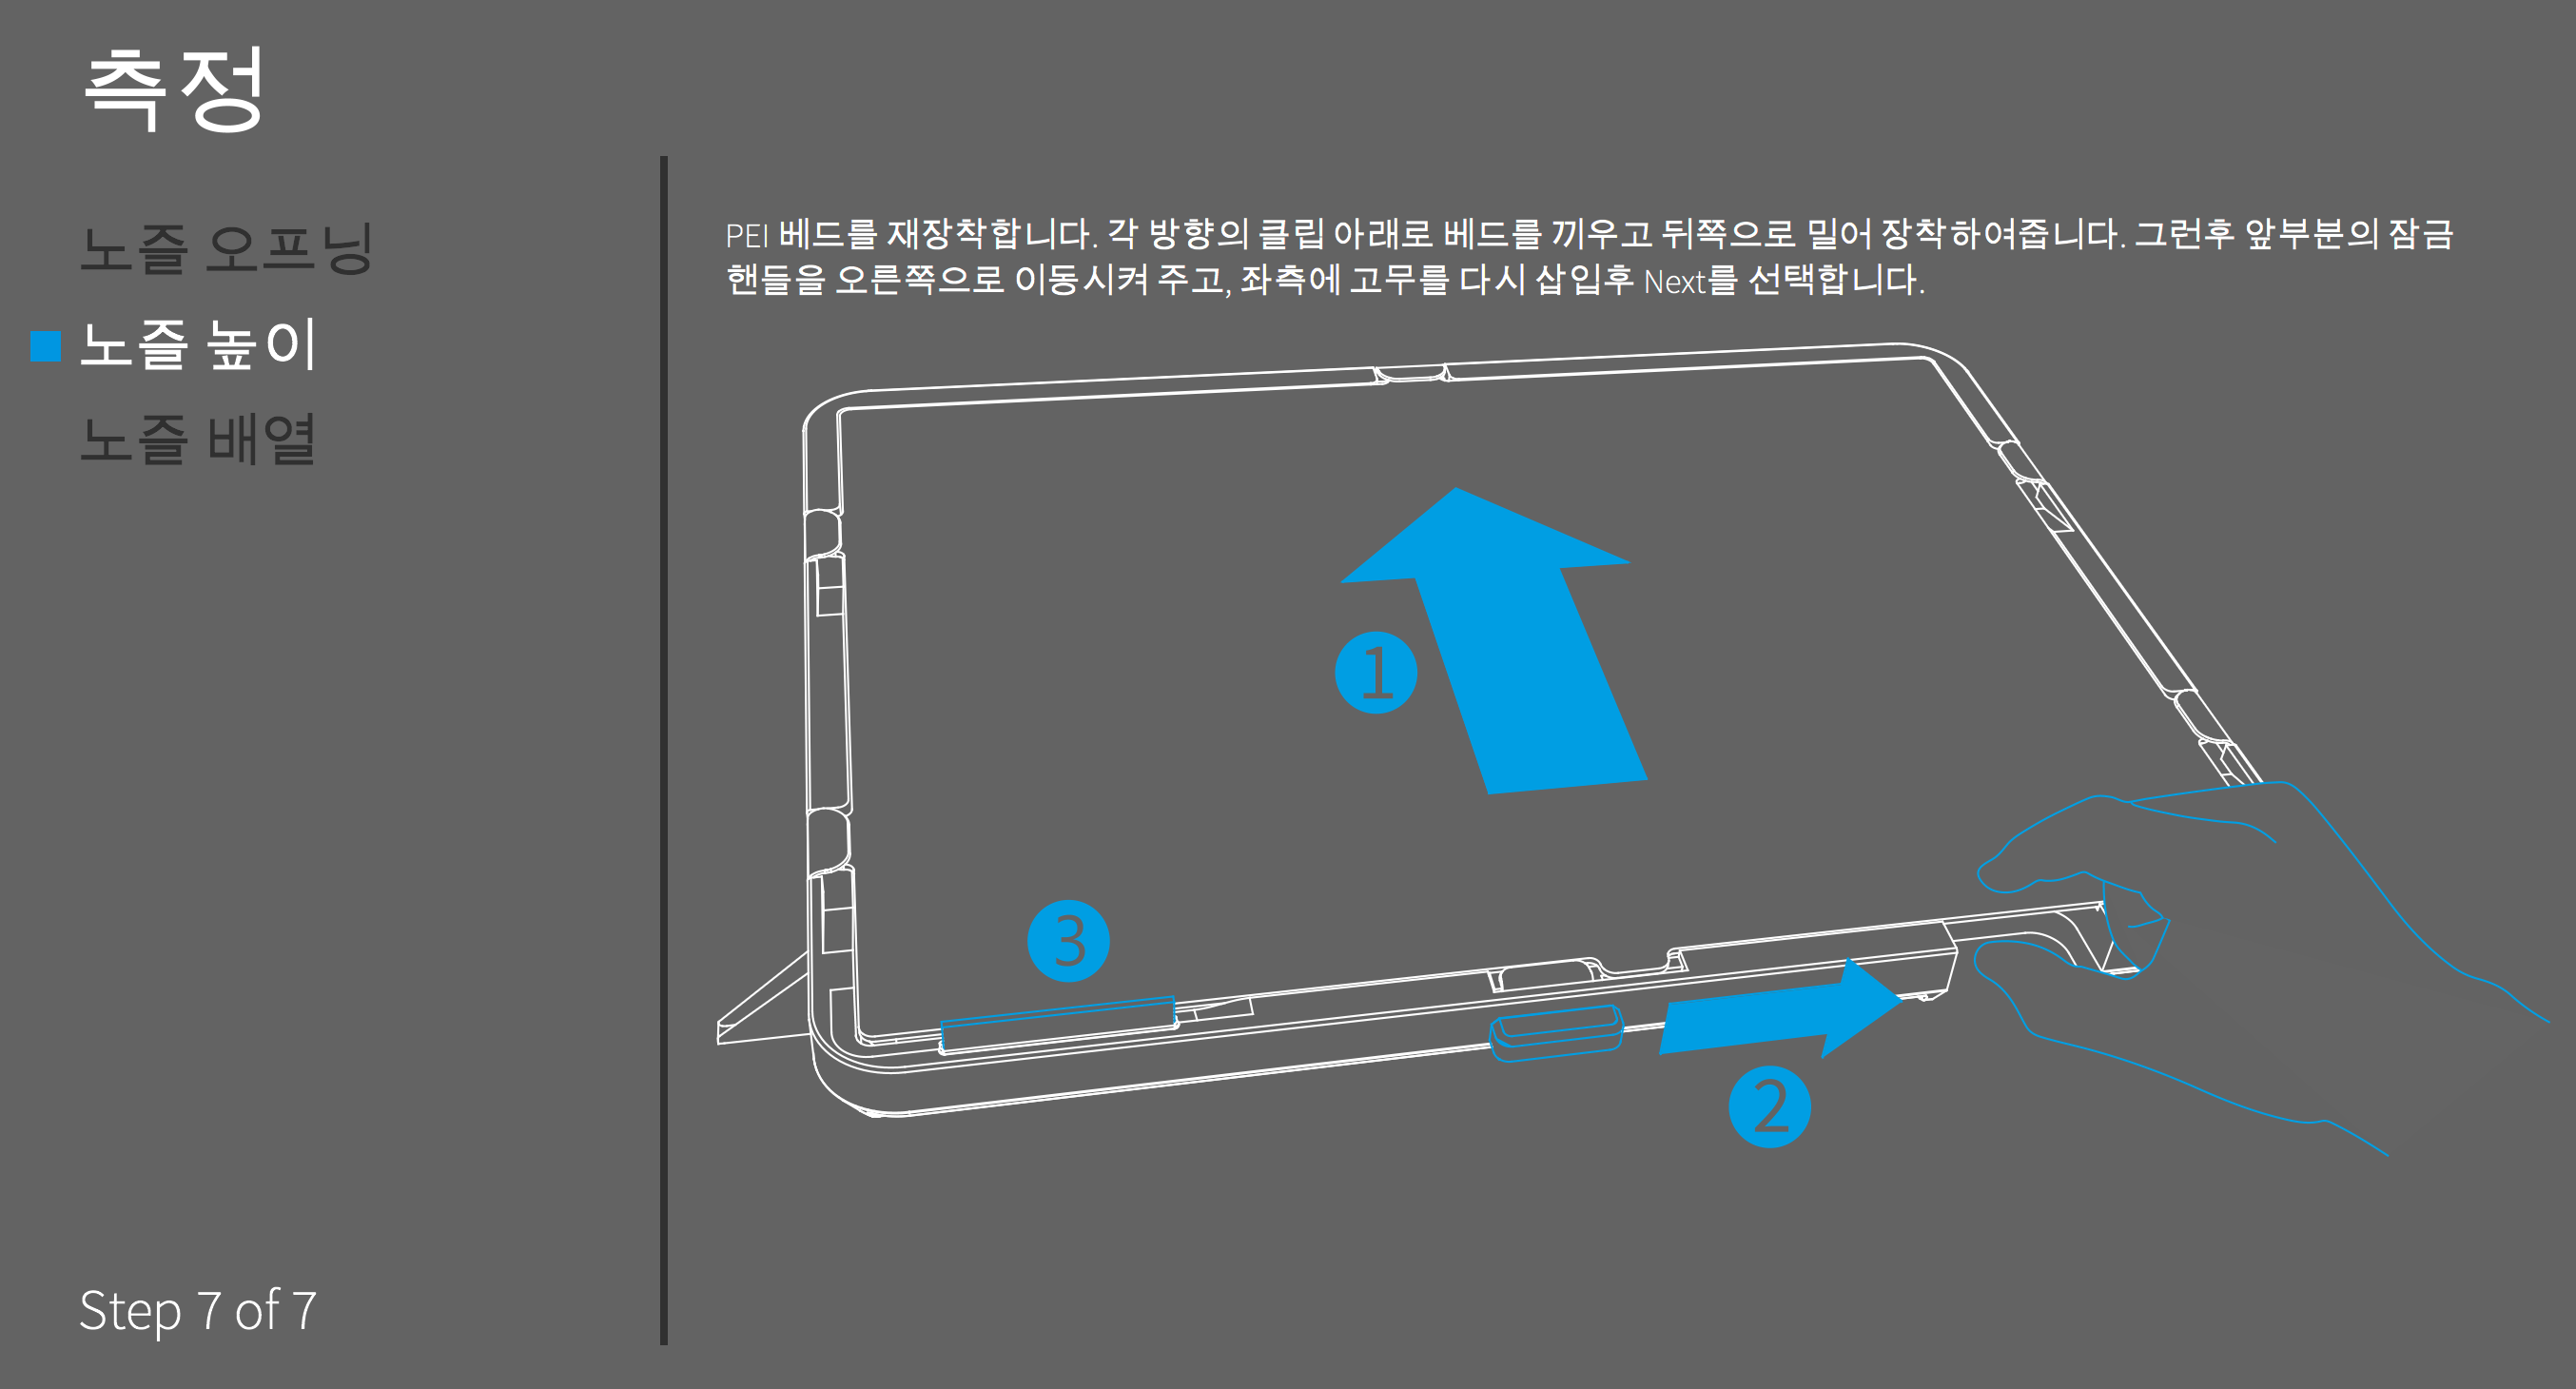 측정
노즐 오프닝
노즐 높이
노즐 배열
PEI 베드를 재장착합니다. 각 방향의 클립 아래로 베드를 끼우고 뒤쪽으로 밀어 장착하여줍니다. 그런후 앞부분의 잠금
핸들을 오른쪽으로 이동시켜 주고, 좌측에 고무를 다시 삽입후 Next를 선택합니다.
1
3
2
Step 7 of 7